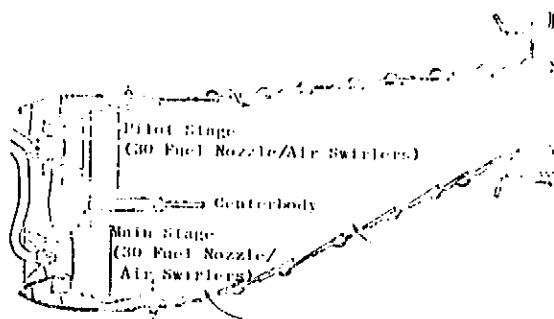 Pilot Stage
(30 Fuel Nozzle/Air Swirlers)
Centerbody
Main Stage
(30 Fuel Nozzle/
Air Swirlers)